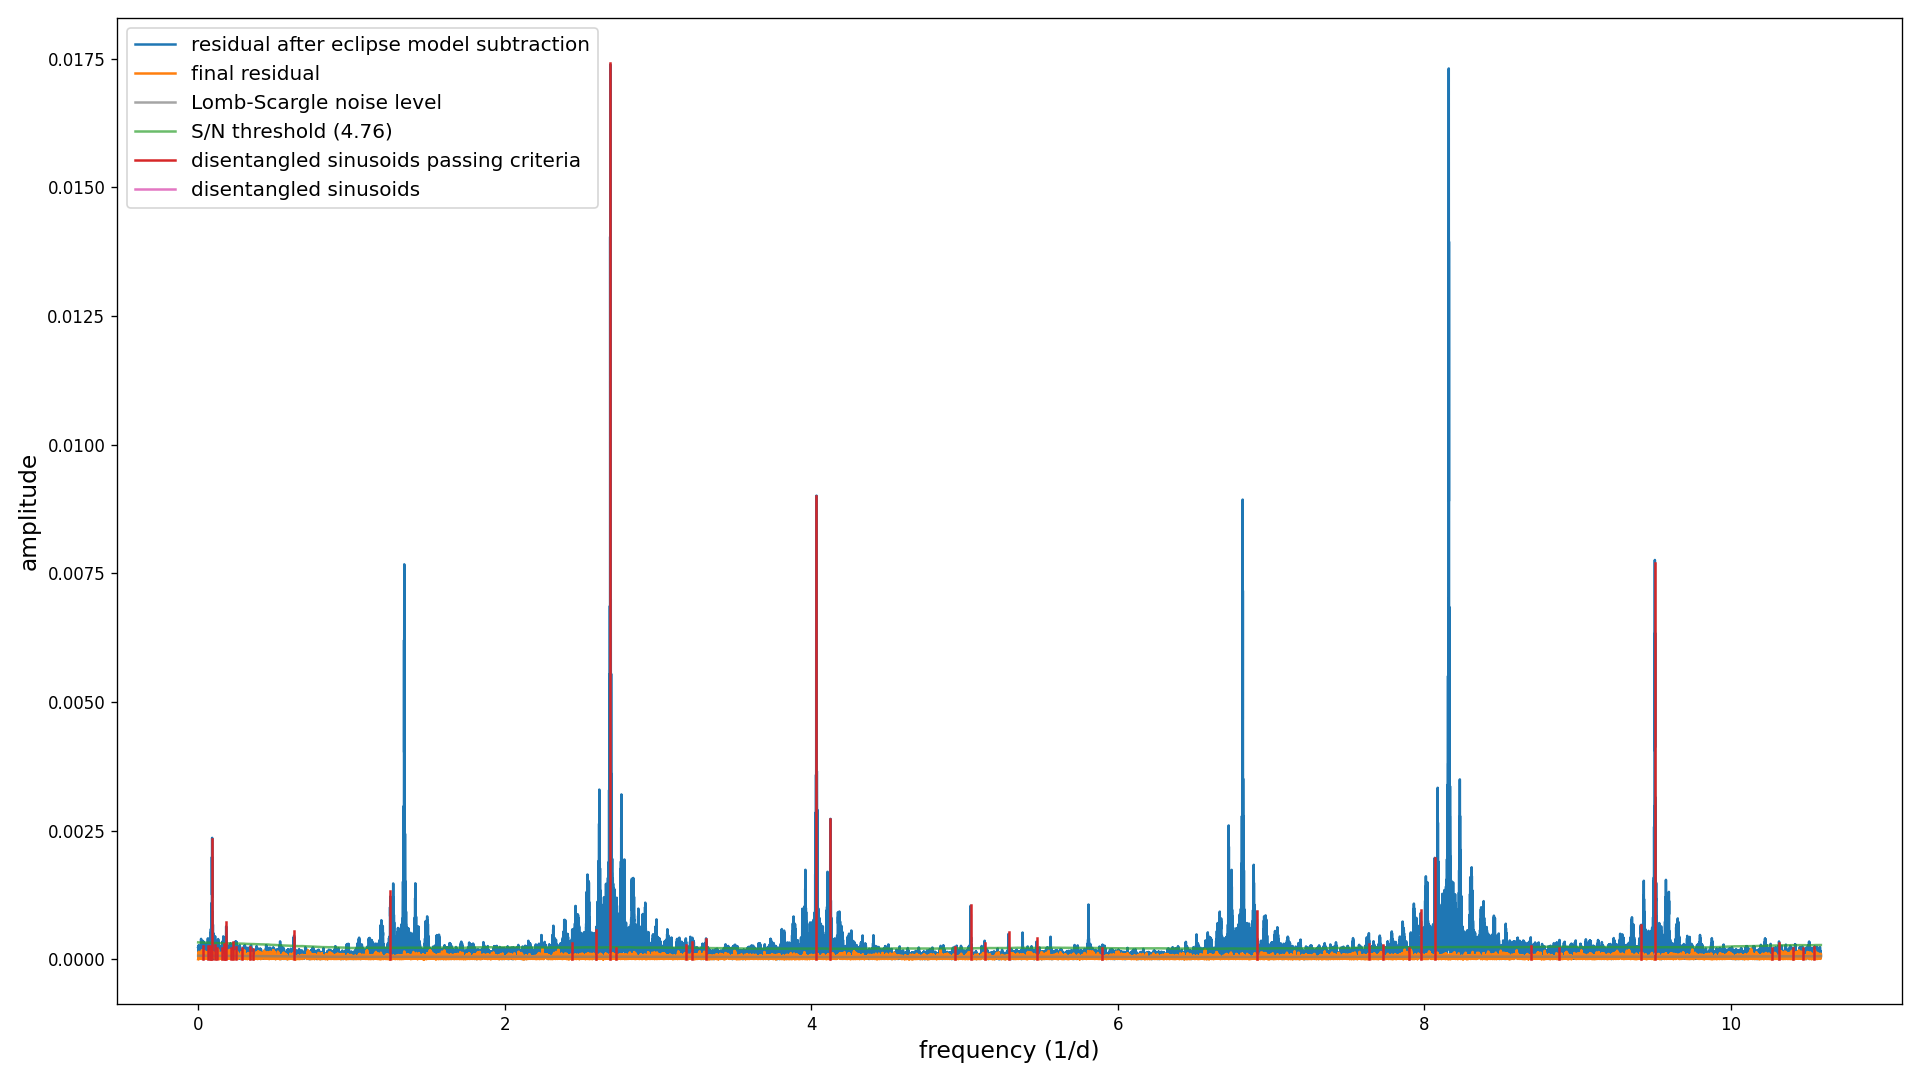 residual after eclipse model subtraction
final residual
Lomb-Scargle noise level
S/N threshold (4.76)
disentangled sinusoids passing criteria
disentangled sinusoids
0.0175
0.0150
0.0125
0.0100
0.0075
0.0050
0.0025
0.0000
amplitude
0 2 4 6 8 10
frequency (1/d)